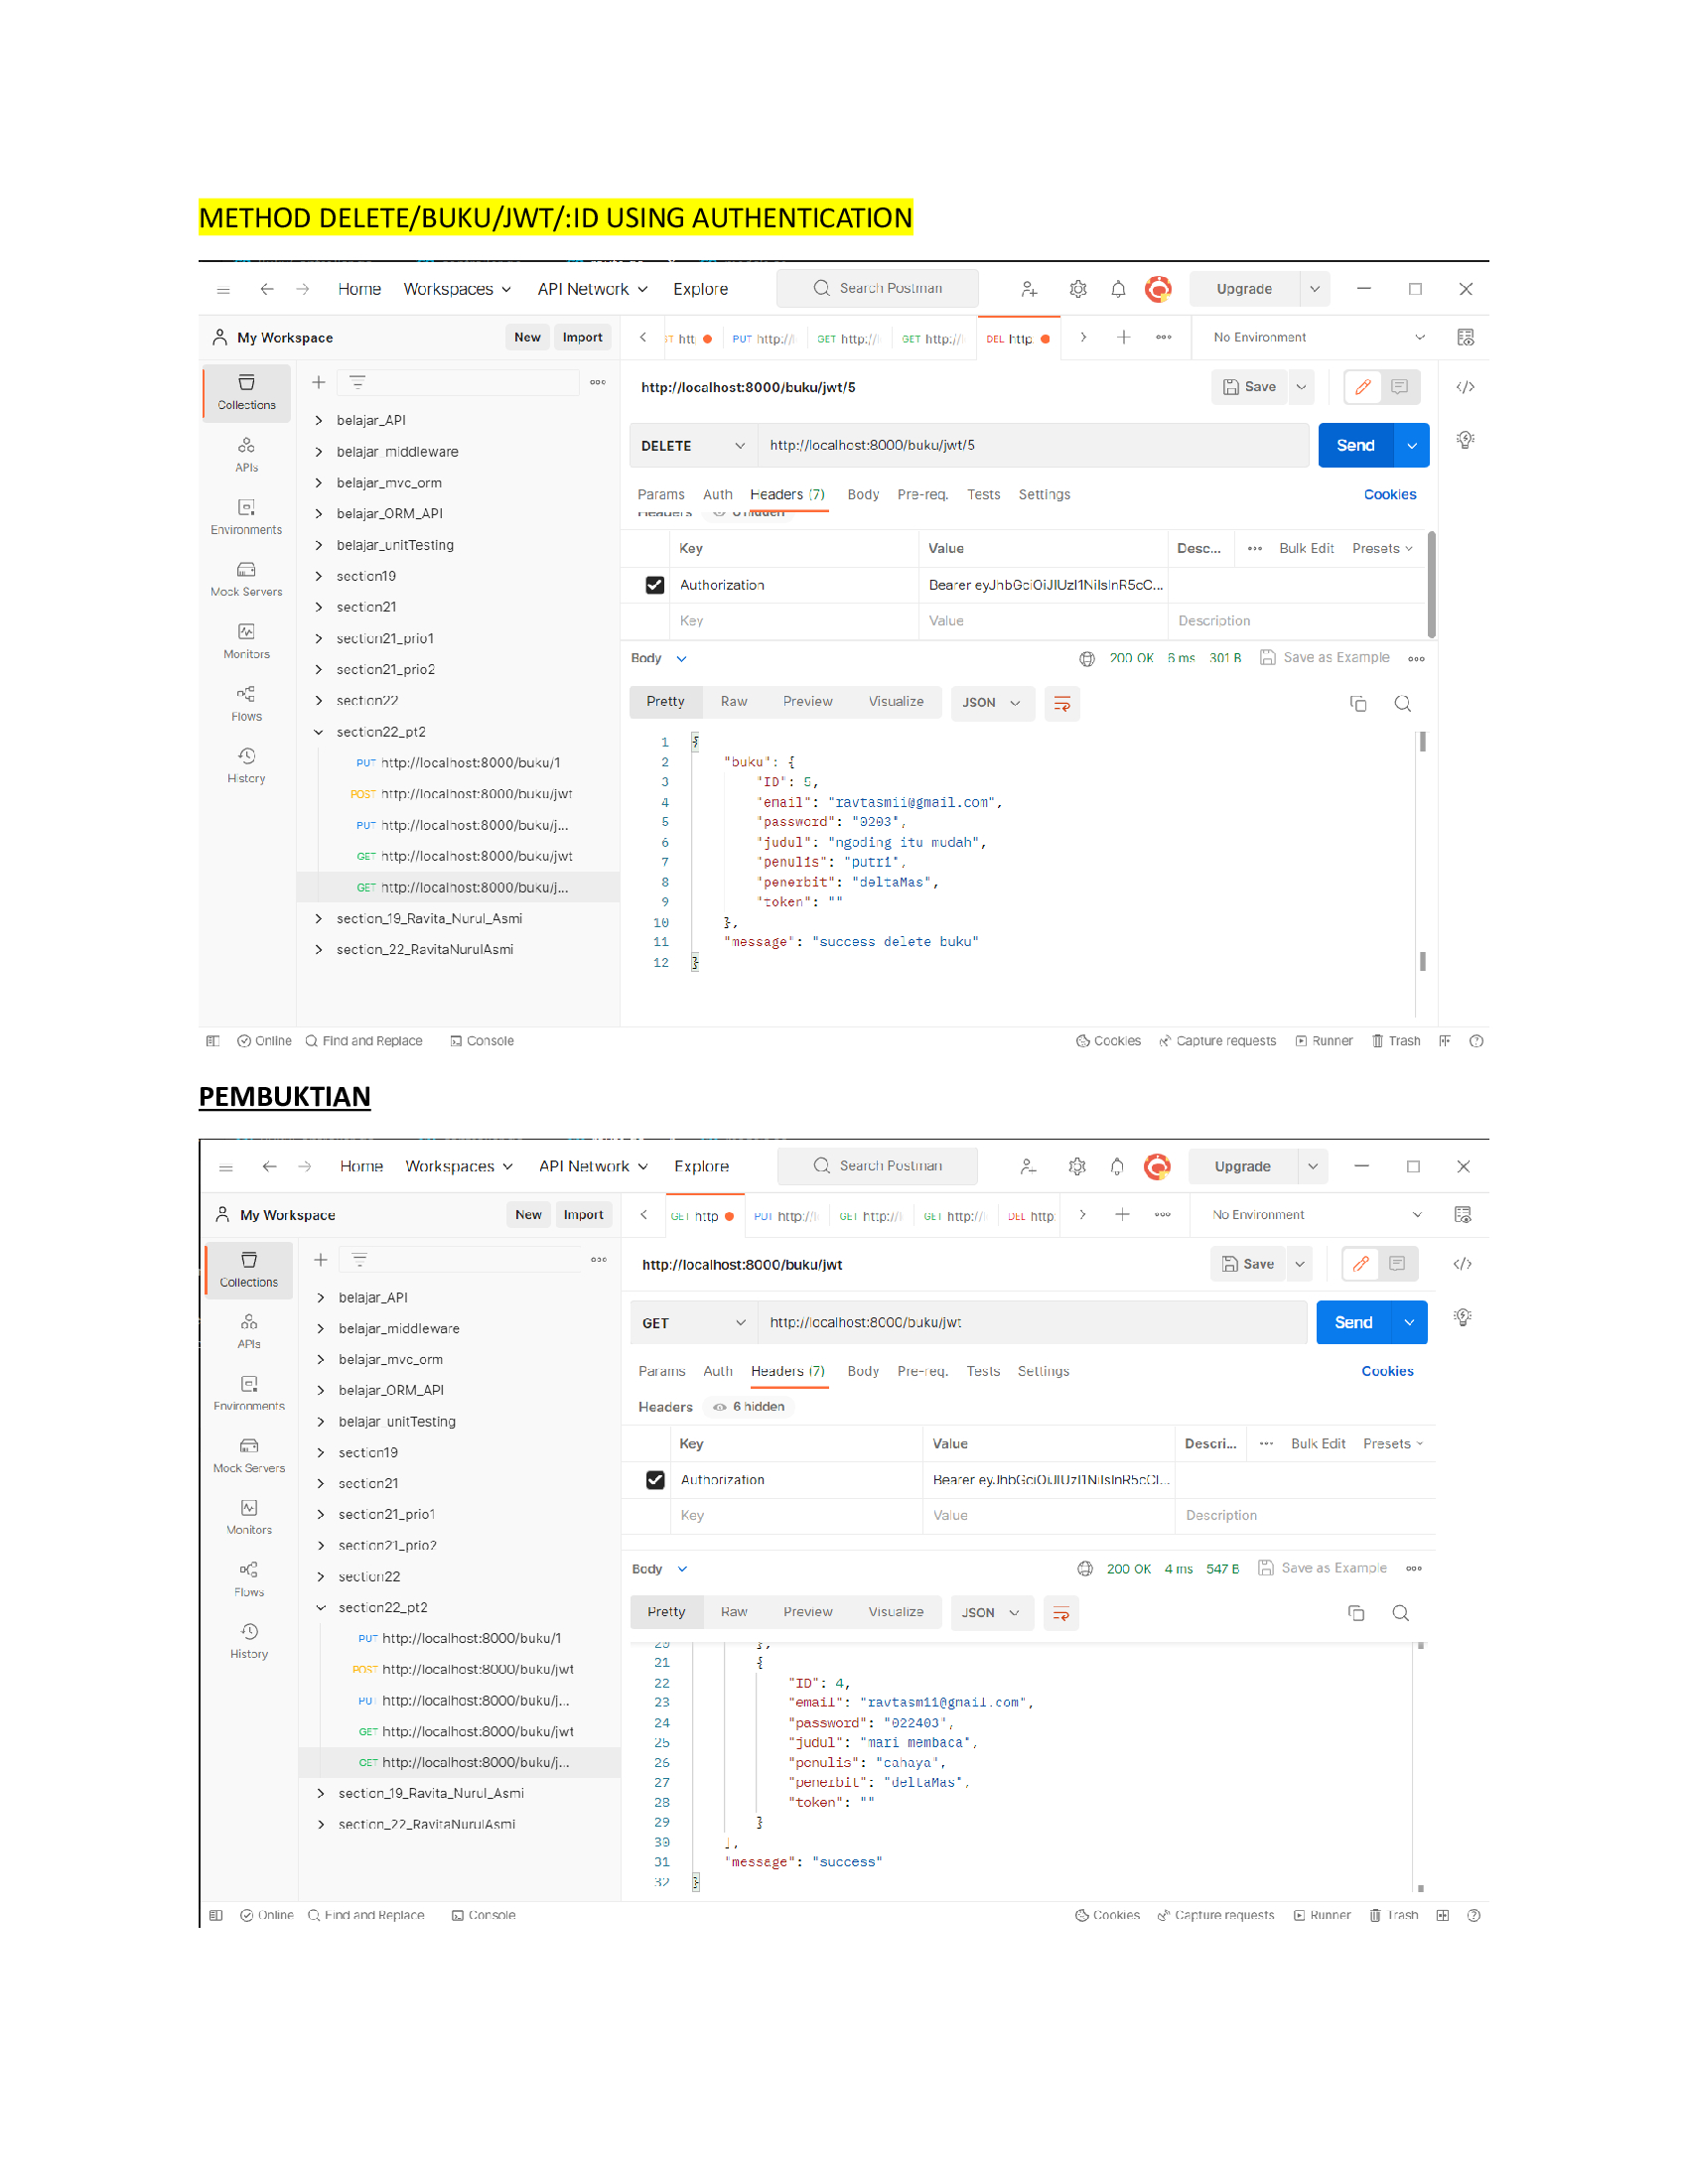 METHOD DELETE/BUKU/JWT/:ID USING AUTHENTICATION
Home Workspaces API Network Explore Search Postman Upgrade
My Workspace New Import PUT http:// GET http:// GET http:// DEL http: No Environment
Collections
APIs
Environments
Mock Servers
Monitors
Flows
History
belajar_API
belajar_middleware
belajar_mvc_orm
belajar_ORM_API
belajar_unitTesting
section19
section21
section21_prio1
section21_prio2
section22
section22_pt2
PUT http://localhost:8000/buku/1
POST http://localhost:8000/buku/jwt
PUT http://localhost:8000/buku/j...
GET http://localhost:8000/buku/jwt
GET http://localhost:8000/buku/j...
section_19_Ravita_Nurul_Asmi
section_22_RavitaNurulAsmi
http://localhost:8000/buku/jwt/5 Save
DELETE http://localhost:8000/buku/jwt/5 Send
Params Auth Headers (7) Body Pre-req. Tests Settings Cookies
Headers 6 hidden
Key Value Desc... Bulk Edit Presets
Authorization Bearer eyJhbGciOiJIUzI1NiIsInR5cC...
Key Value Description
Body 200 OK 6 ms 301 B Save as Example
Pretty Raw Preview Visualize JSON
1 {
2 "buku": {
3 "ID": 5,
4 "email": "ravtasmii@gmail.com",
5 "password": "0203",
6 "judul": "ngoding itu mudah",
7 "penulis": "putri",
8 "penerbit": "deltaMas",
9 "token": ""
10 },
11 "message": "success delete buku"
12 }
Online Find and Replace Console Cookies Capture requests Runner Trash
PEMBUKTIAN
Home Workspaces API Network Explore Search Postman Upgrade
My Workspace New Import GET http PUT http:// GET http:// GET http:// DEL http: No Environment
Collections
APIs
Environments
Mock Servers
Monitors
Flows
History
belajar_API
belajar_middleware
belajar_mvc_orm
belajar_ORM_API
belajar_unitTesting
section19
section21
section21_prio1
section21_prio2
section22
section22_pt2
PUT http://localhost:8000/buku/1
POST http://localhost:8000/buku/jwt
PUT http://localhost:8000/buku/j...
GET http://localhost:8000/buku/jwt
GET http://localhost:8000/buku/j...
section_19_Ravita_Nurul_Asmi
section_22_RavitaNurulAsmi
http://localhost:8000/buku/jwt Save
GET http://localhost:8000/buku/jwt Send
Params Auth Headers (7) Body Pre-req. Tests Settings Cookies
Headers 6 hidden
Key Value Descri... Bulk Edit Presets
Authorization Bearer eyJhbGciOiJIUzI1NiIsInR5cCI...
Key Value Description
Body 200 OK 4 ms 547 B Save as Example
Pretty Raw Preview Visualize JSON
20 },
21 {
22 "ID": 4,
23 "email": "ravtasm11@gmail.com",
24 "password": "022403",
25 "judul": "mari membaca",
26 "penulis": "cahaya",
27 "penerbit": "deltaMas",
28 "token": ""
29 }
30 ],
31 "message": "success"
32 }
Online Find and Replace Console Cookies Capture requests Runner Trash